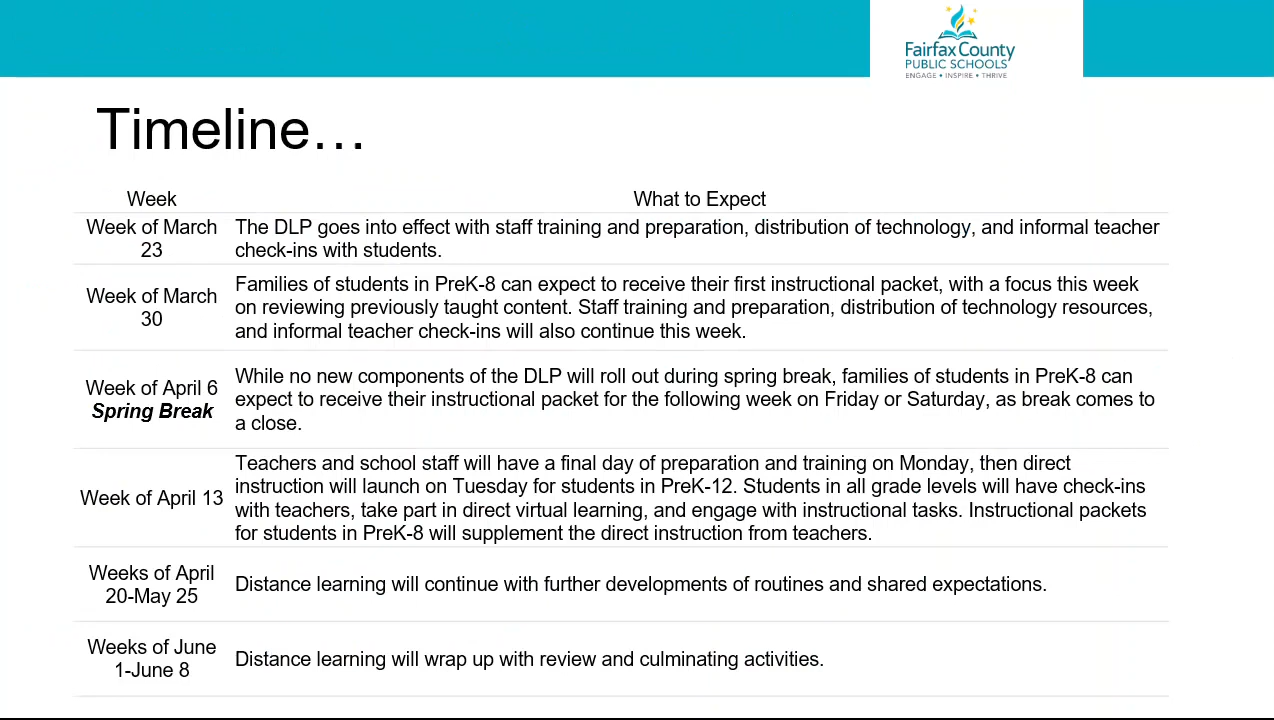 Fairfax County
PUBLIC SCHOOLS
ENGAGE • INSPIRE • THRIVE
Timeline…
Week
What to Expect
Week of March
23
The DLP goes into effect with staff training and preparation, distribution of technology, and informal teacher
check-ins with students.
Week of March
30
Families of students in PreK-8 can expect to receive their first instructional packet, with a focus this week
on reviewing previously taught content. Staff training and preparation, distribution of technology resources,
and informal teacher check-ins will also continue this week.
Week of April 6
Spring Break
While no new components of the DLP will roll out during spring break, families of students in PreK-8 can
expect to receive their instructional packet for the following week on Friday or Saturday, as break comes to
a close.
Week of April 13
Teachers and school staff will have a final day of preparation and training on Monday, then direct
instruction will launch on Tuesday for students in PreK-12. Students in all grade levels will have check-ins
with teachers, take part in direct virtual learning, and engage with instructional tasks. Instructional packets
for students in PreK-8 will supplement the direct instruction from teachers.
Weeks of April
20-May 25
Distance learning will continue with further developments of routines and shared expectations.
Weeks of June
1-June 8
Distance learning will wrap up with review and culminating activities.